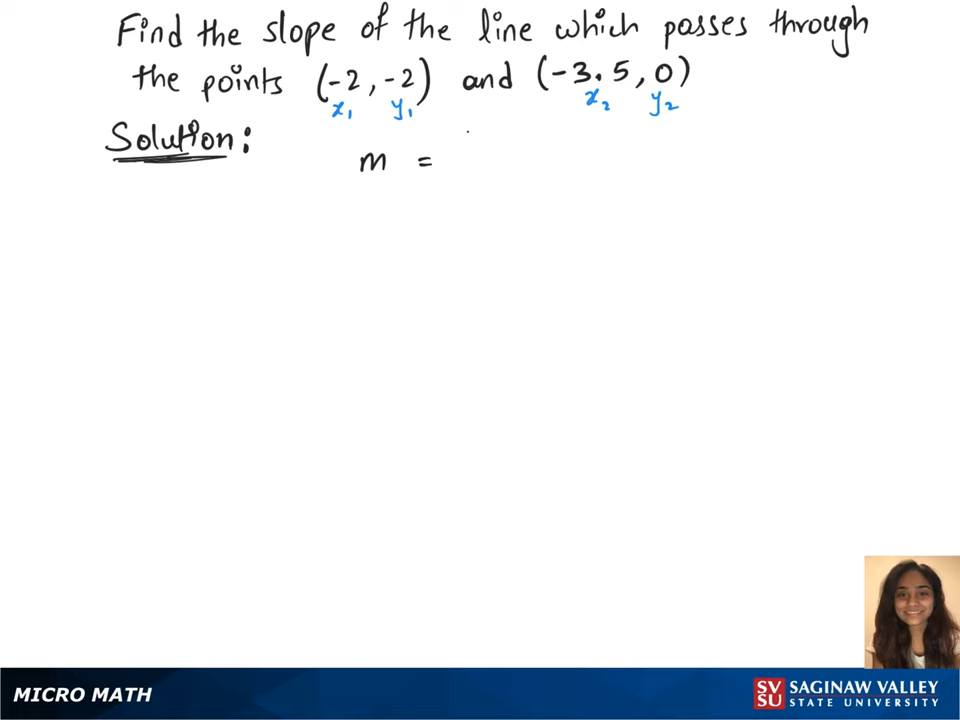 Find the slope of the line which passes through
the points (-2, -2) and (-3.5, 0)
x₁ y₁ x₂ y₂
Solution:
m =
MICRO MATH
SV
SU
SAGINAW VALLEY
STATE UNIVERSITY